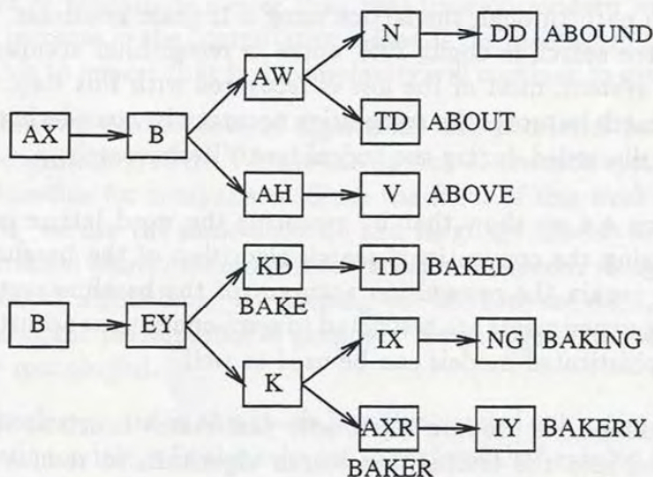 N DD ABOUND
AW
TD ABOUT
AX B
AH V ABOVE
KD TD BAKED
BAKE
B EY
IX NG BAKING
K
AXR IY BAKERY
BAKER